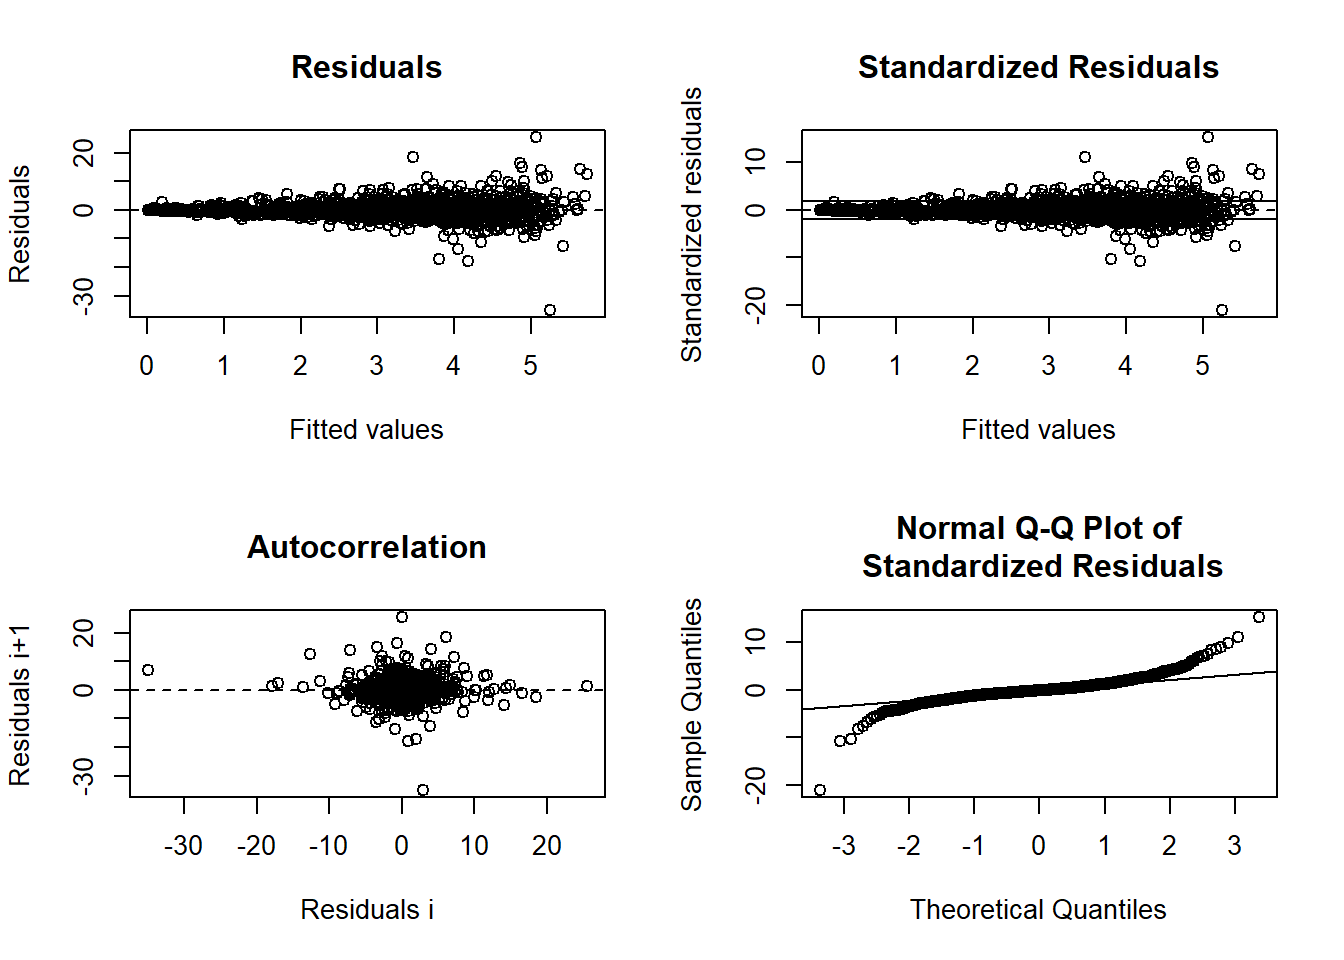 Residuals
Residuals
20
0
-30
0 1 2 3 4 5
Fitted values
Standardized Residuals
Standardized residuals
10
0
-20
0 1 2 3 4 5
Fitted values
Autocorrelation
Residuals i+1
20
0
-30
-30 -20 -10 0 10 20
Residuals i
Normal Q-Q Plot of
Standardized Residuals
Sample Quantiles
10
0
-20
-3 -2 -1 0 1 2 3
Theoretical Quantiles